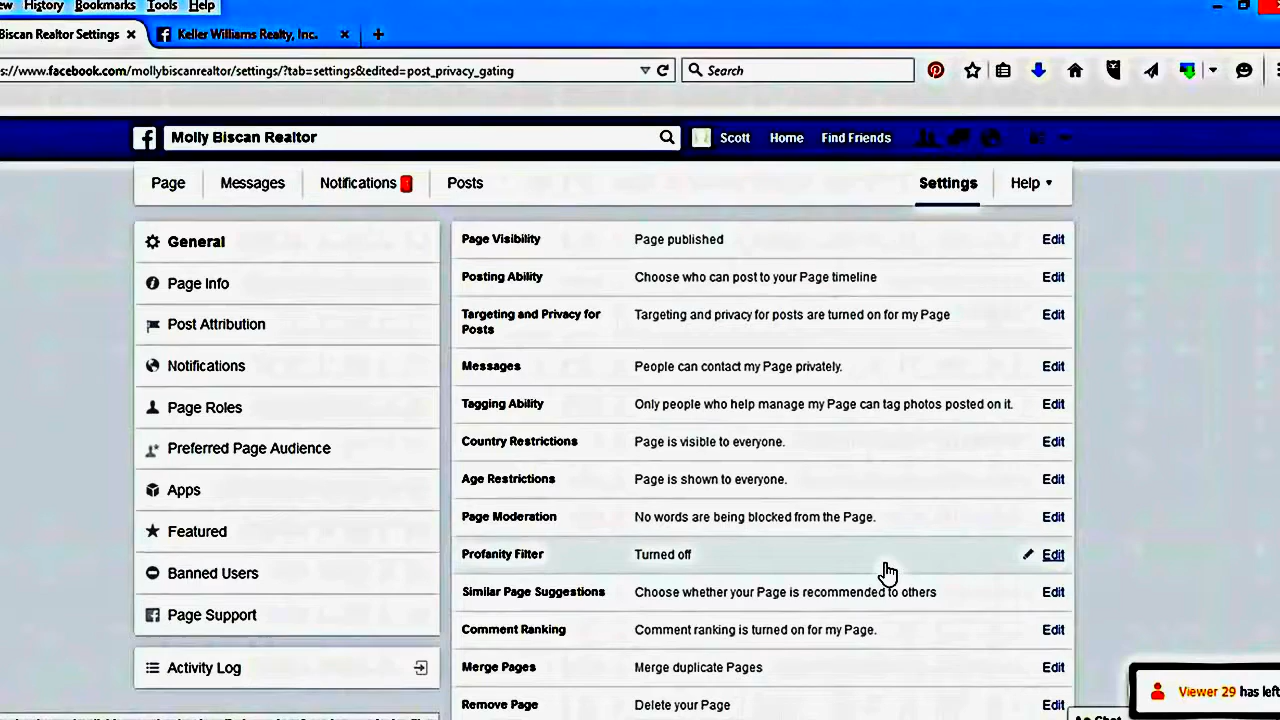 ew History Bookmarks Tools Help
Biscan Realtor Settings × Keller Williams Realty, Inc. × +
s://www.facebook.com/mollybiscanrealtor/settings/?tab=settings&edited=post_privacy_gating Search
Molly Biscan Realtor Scott Home Find Friends
Page Messages Notifications Posts Settings Help
General
Page Info
Post Attribution
Notifications
Page Roles
Preferred Page Audience
Apps
Featured
Banned Users
Page Support
Activity Log
Page Visibility Page published Edit
Posting Ability Choose who can post to your Page timeline Edit
Targeting and Privacy for Posts Targeting and privacy for posts are turned on for my Page Edit
Messages People can contact my Page privately. Edit
Tagging Ability Only people who help manage my Page can tag photos posted on it. Edit
Country Restrictions Page is visible to everyone. Edit
Age Restrictions Page is shown to everyone. Edit
Page Moderation No words are being blocked from the Page. Edit
Profanity Filter Turned off Edit
Similar Page Suggestions Choose whether your Page is recommended to others Edit
Comment Ranking Comment ranking is turned on for my Page. Edit
Merge Pages Merge duplicate Pages Edit
Remove Page Delete your Page Edit
Viewer 29 has left